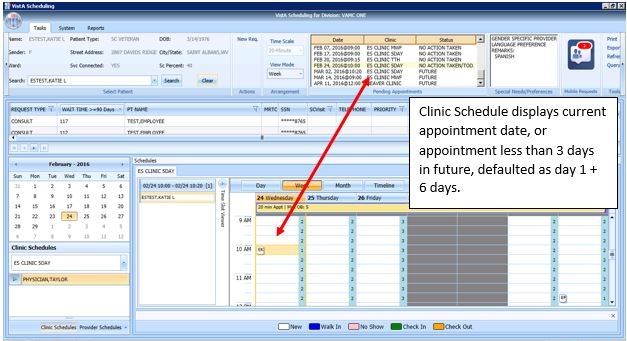 VistA Scheduling
VistA Scheduling for Division: VAMC ONE
Tasks System Reports
Name: ESTEST,KATIE L Patient Type: SC VETERAN DOB: 3/14/1976
Gender: F Street Address: 2887 DAVIDS RIDGE City/State: SAINT ALBANS,WV
Ward: Svc Connected: YES Sc Percent: 40
Search: ESTEST,KATIE L Search Clear
Select Patient
New Req.
Actions
Time Scale
20-Minute
View Mode
Week
Arrangement
Date Clinic Status
FEB 07, 2016@09:00 ES CLINIC MWF NO ACTION TAKEN
FEB 18, 2016@09:00 ES CLINIC 5DAY NO ACTION TAKEN
FEB 20, 2016@09:15 ES CLINIC TTH NO ACTION TAKEN
FEB 24, 2016@10:00 ES CLINIC 5DAY NO ACTION TAKEN/TOD
MAR 02, 2016@10:20 ES CLINIC 5DAY FUTURE
MAR 14, 2016@09:00 ES CLINIC MWF FUTURE
APR 11, 2016@12:00 BEAVER CLINIC FUTURE
Pending Appointments
GENDER SPECIFIC PROVIDER
LANGUAGE PREFERENCE
REMARKS:
SPANISH
Special Needs/Preferences
2
Mobile Requests
Print
Expor
Refres
Query
Tools
REQUEST TYPE WAIT TIME >=90 Days PT NAME MRTC SSN SCVisit TELEPHONE PRIORITY
CONSULT 117 TEST,EMPLOYEE *****8765
CONSULT 117 TEST,EMPLOYEE *****8765
Clinic Schedule displays current
appointment date, or
appointment less than 3 days
in future, defaulted as day 1 +
6 days.
February - 2016
Sun Mon Tue Wed Thu Fri Sat
31 1 2 3 4 5 6
7 8 9 10 11 12 13
14 15 16 17 18 19 20
21 22 23 24 25 26 27
28 29 1 2 3 4 5
6 7 8 9 10 11 12
Clinic Schedules
ES CLINIC 5DAY
PHYSICIAN,TAYLOR
Clinic Schedules Provider Schedules
Schedules
ES CLINIC 5DAY
02/24 10:00 - 02/24 10:20 [1]
ESTEST,KATIE L
Time Slot Viewer
Day Week Month Timeline
24 Wednesday 25 Thursday 26 Friday
20 min Appt
9 AM
10 AM
11 AM
New Walk In No Show Check In Check Out